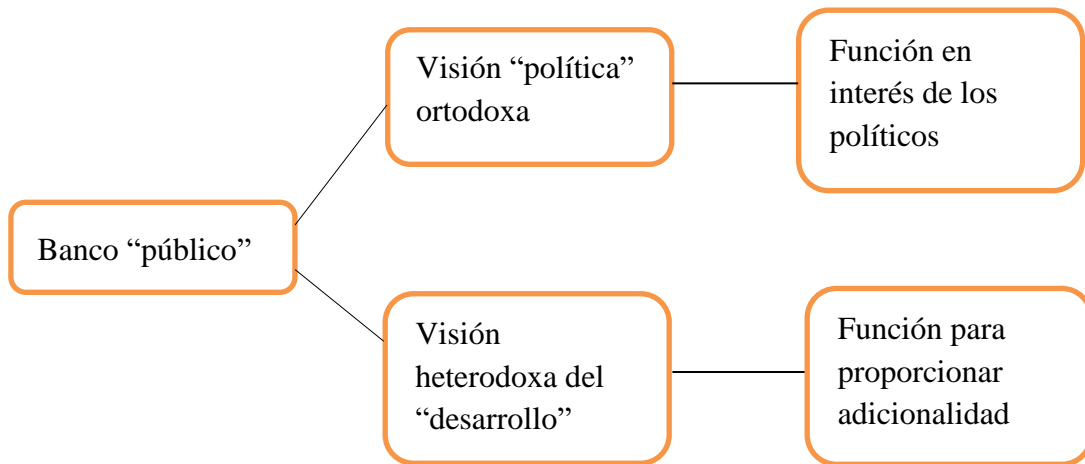 Banco “público”
Visión “política”
ortodoxa
Función en
interés de los
políticos
Visión
heterodoxa del
“desarrollo”
Función para
proporcionar
adicionalidad